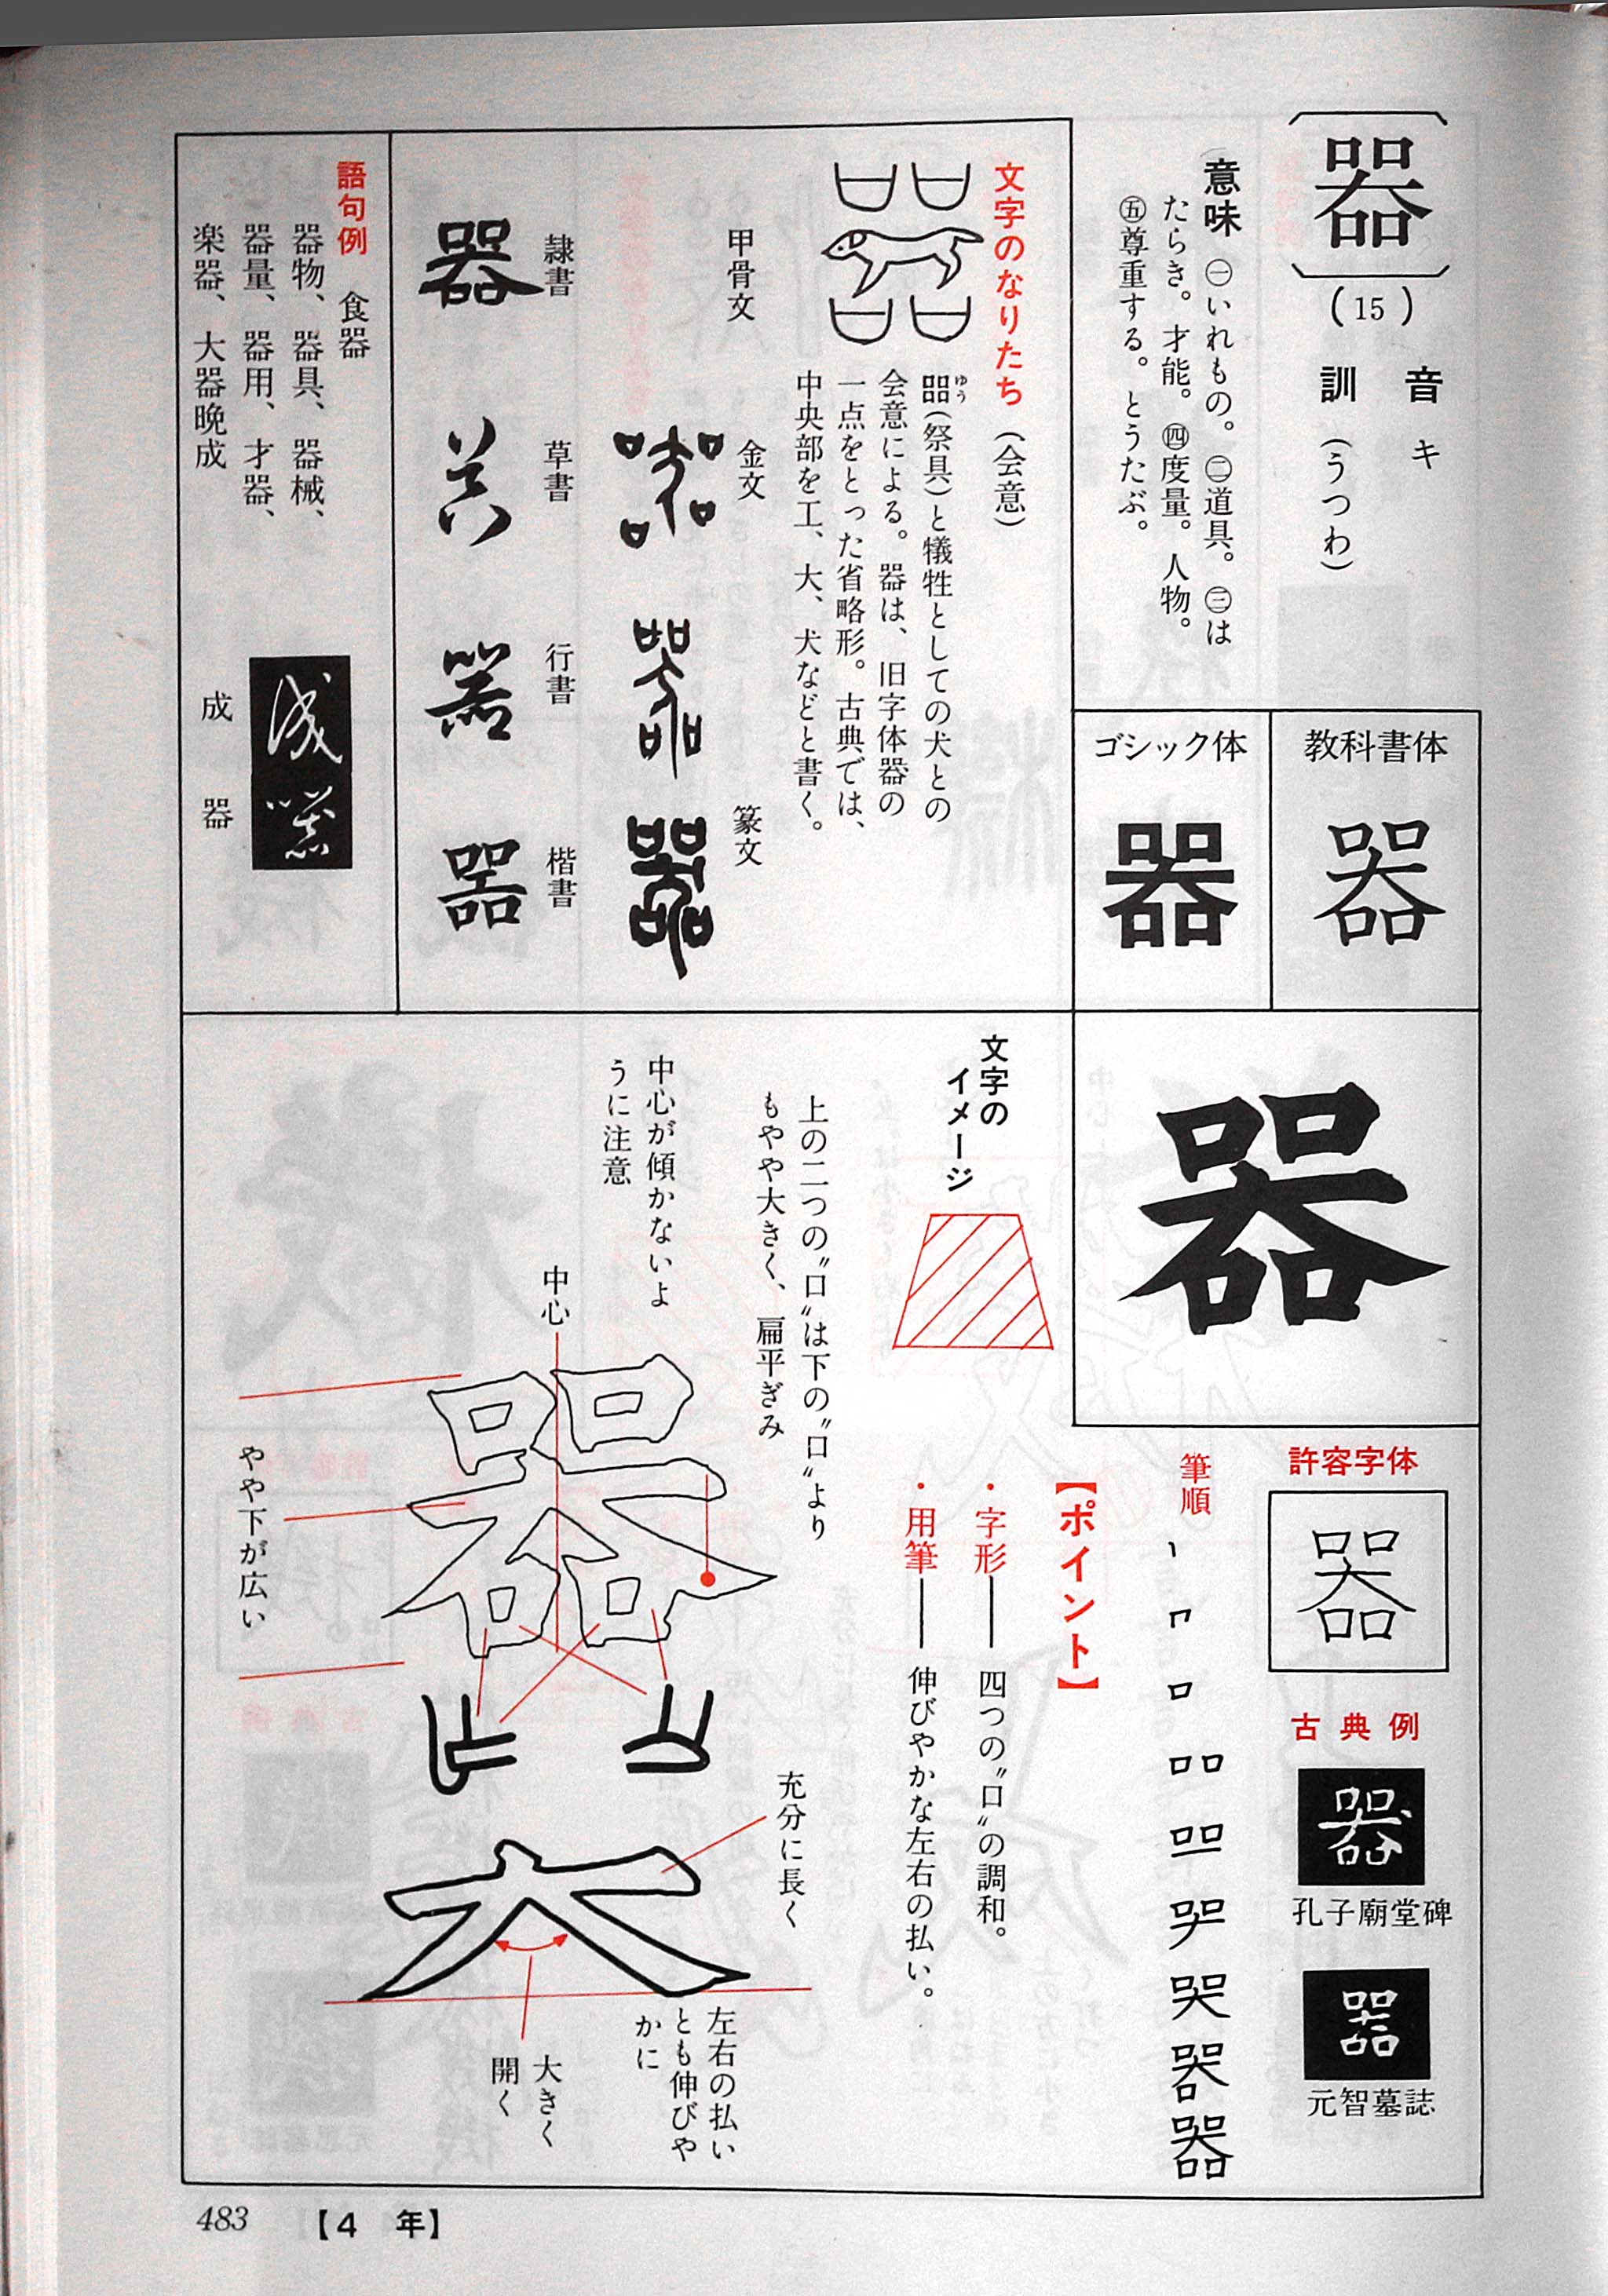 〔器〕(15)
音 キ
訓 (うつわ)
意味 ㊀いれもの。㊁道具。㊂は
たらき。才能。㊃度量。人物。
㊄尊重する。とうたぶ。
教科書体
器
ゴシック体
器
文字のなりたち (会意)
㗊(祭具)と犠牲としての犬との
ゆう
会意による。器は、旧字体器の
一点をとった省略形。古典では、
中央部を工、大、犬などと書く。
甲骨文
金文
篆文
隷書
器
草書
器
行書
器
楷書
器
語句例 食器
器物、器具、器械、
器量、器用、才器、
楽器、大器晩成
成器
成器
器
許容字体
器
古典例
器
孔子廟堂碑
器
元智墓誌
筆順
器
【ポイント】
・字形――四つの〝口〟の調和。
・用筆――伸びやかな左右の払い。
文字の
イメージ
上の二つの〝口〟は下の〝口〟より
もやや大きく、扁平ぎみ
中心が傾かないよ
うに注意
中心
やや下が広い
充分に長く
左右の払い
とも伸びや
かに
大きく
開く
483 【4 年】